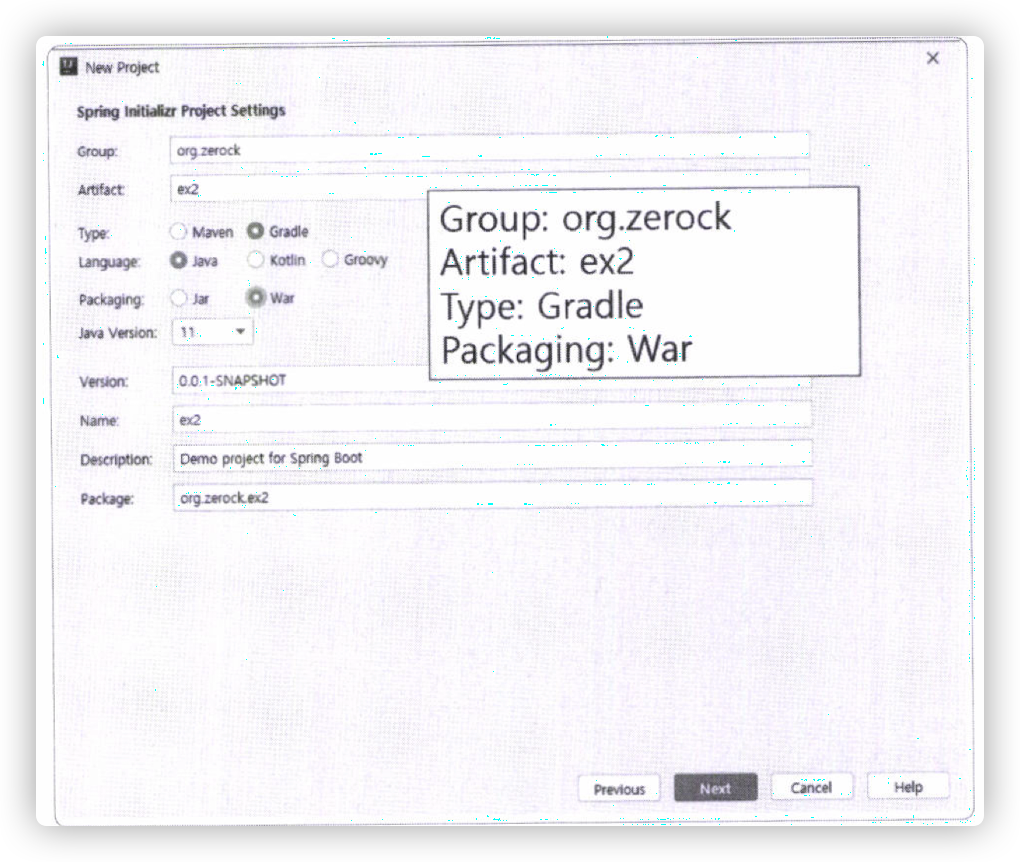 New Project
Spring Initializr Project Settings
Group: org.zerock
Artifact: ex2
Type: Maven Gradle
Language: Java Kotlin Groovy
Packaging: Jar War
Java Version: 11
Version: 0.0.1-SNAPSHOT
Name: ex2
Description: Demo project for Spring Boot
Package: org.zerock.ex2
Group: org.zerock
Artifact: ex2
Type: Gradle
Packaging: War
Previous Next Cancel Help